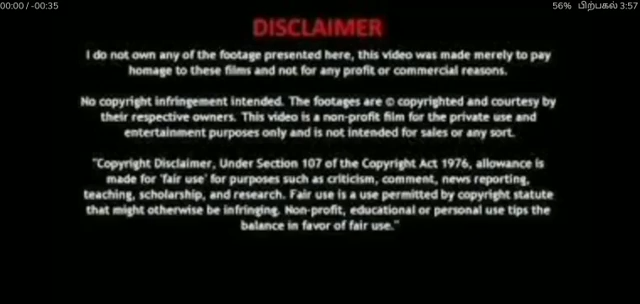 00:00 / -00:35
56% பிற்பகல் 3:57
DISCLAIMER
I do not own any of the footage presented here, this video was made merely to pay
homage to these films and not for any profit or commercial reasons.
No copyright infringement intended. The footages are © copyrighted and courtesy by
their respective owners. This video is a non-profit film for the private use and
entertainment purposes only and is not intended for sales or any sort.
"Copyright Disclaimer, Under Section 107 of the Copyright Act 1976, allowance is
made for 'fair use' for purposes such as criticism, comment, news reporting,
teaching, scholarship, and research. Fair use is a use permitted by copyright statute
that might otherwise be infringing. Non-profit, educational or personal use tips the
balance in favor of fair use."